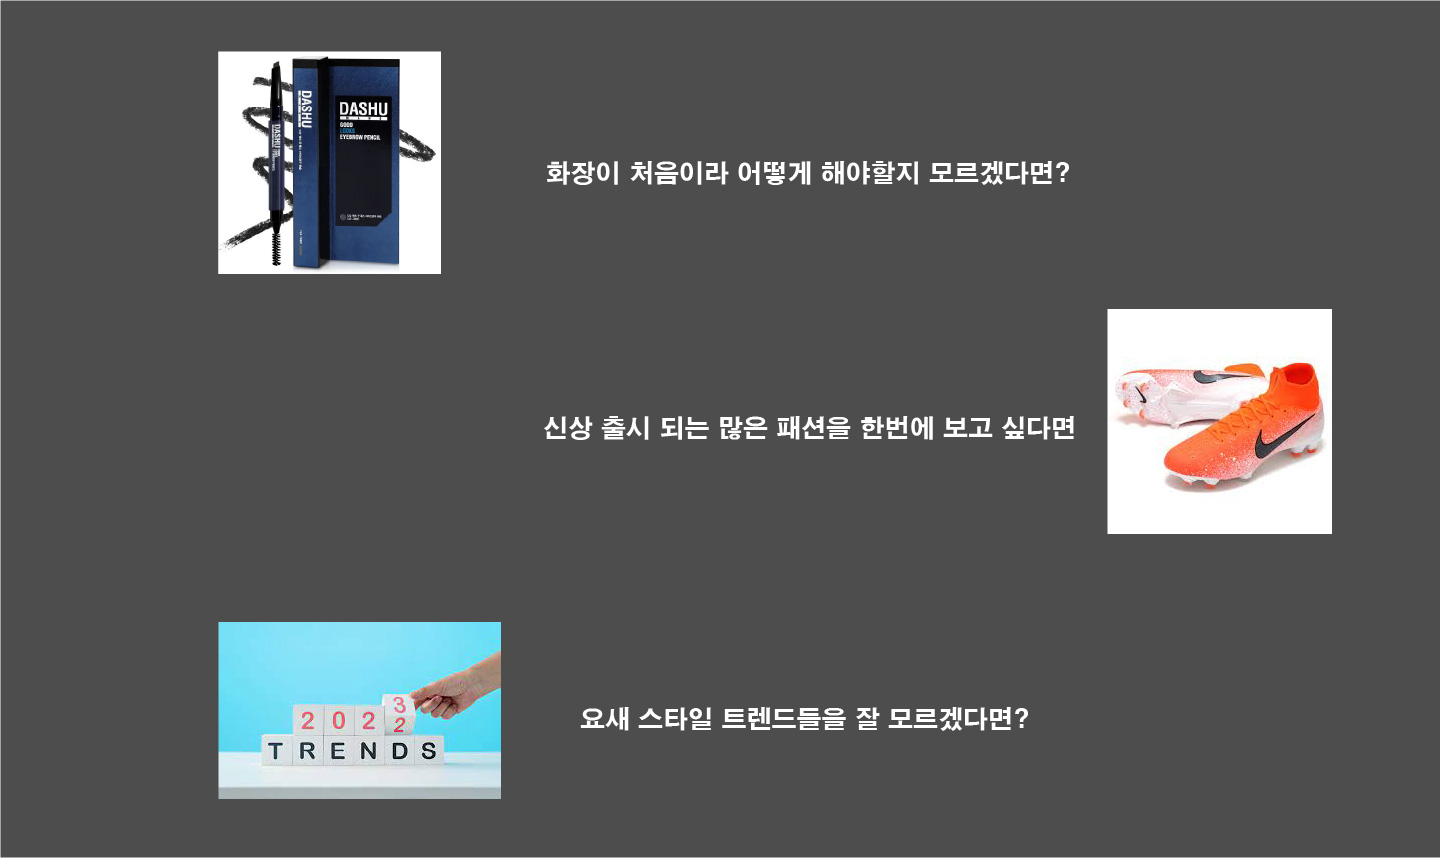 DASHU
DASHU
DASHU
GOOD
LOOKS
EYEBROW PENCIL
화장이 처음이라 어떻게 해야할지 모르겠다면?
신상 출시 되는 많은 패션을 한번에 보고 싶다면
2 0 2 3
2
T R E N D S
요새 스타일 트렌드들을 잘 모르겠다면?